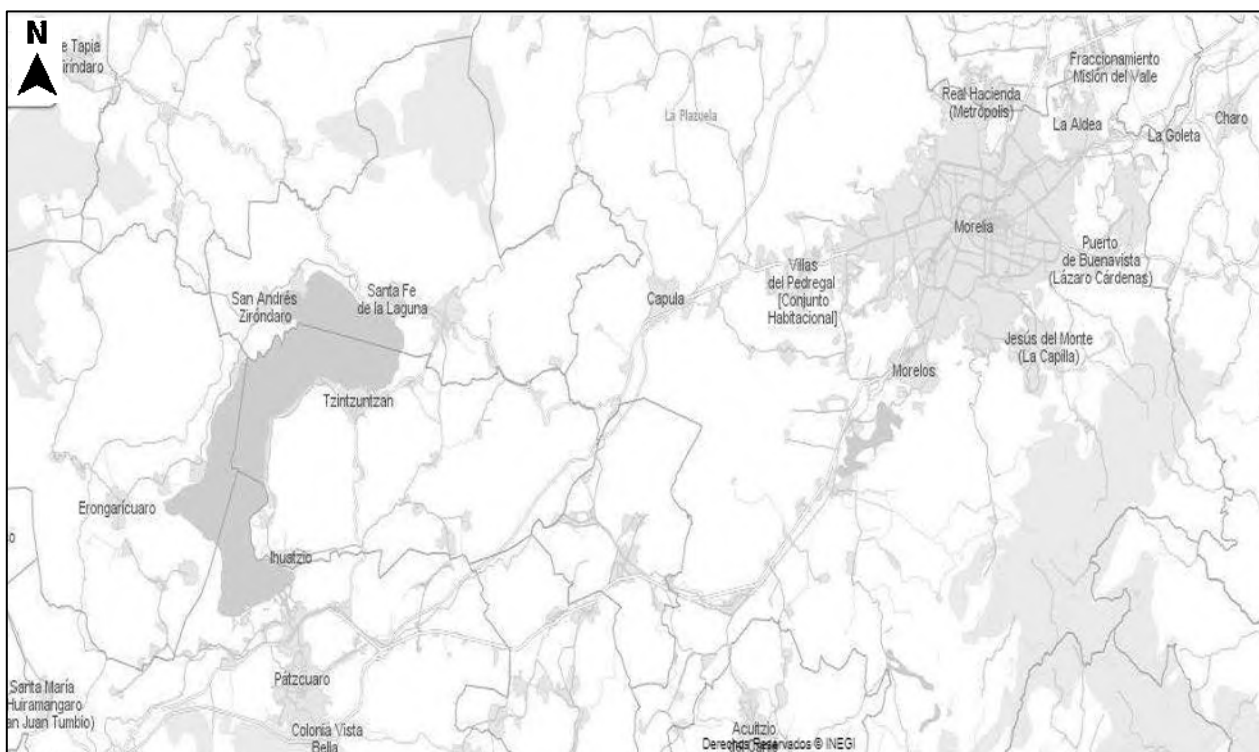 N
e Tapia
irindaro
Fraccionamiento
Misión del Valle
Real Hacienda
(Metrópolis)
La Aldea
La Goleta
Charo
La Plazuela
Morelia
Puerto
de Buenavista
(Lázaro Cárdenas)
Villas
del Pedregal
[Conjunto
Habitacional]
Capula
San Andrés
Ziróndaro
Santa Fe
de la Laguna
Jesús del Monte
(La Capilla)
Morelos
Tzintzuntzan
Erongarícuaro
Ihuatzio
Pátzcuaro
Santa María
Huiramangaro
an Juan Tumbio)
Colonia Vista
Bella
Acuitzio
Derechos Reservados © INEGI